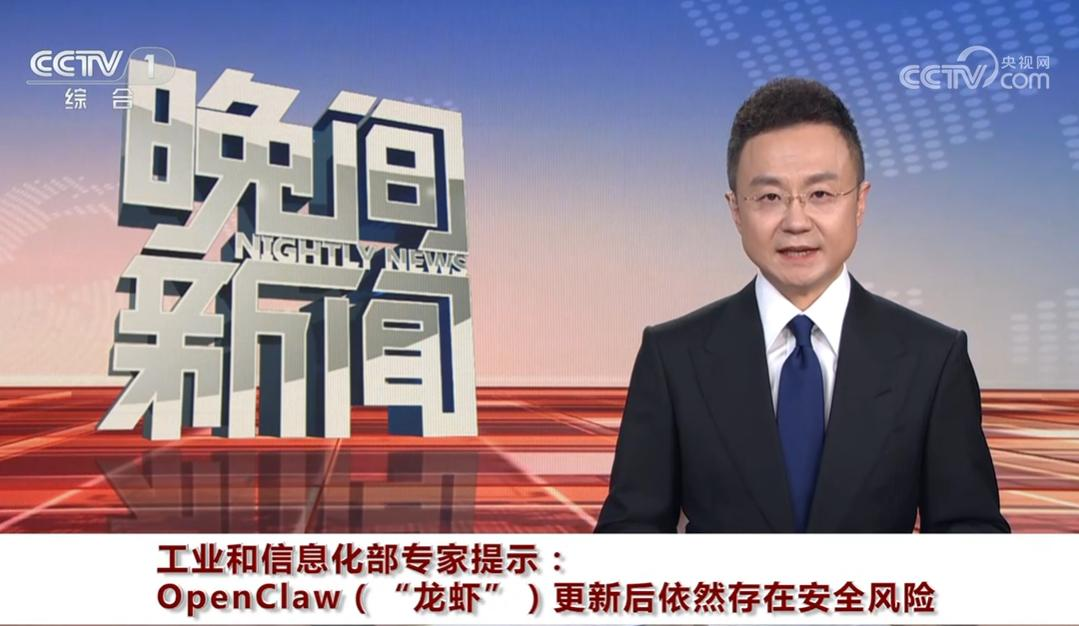 CCTV 1
综合
央视网
CCTV.com
晚间
NIGHTLY NEWS
新闻
工业和信息化部专家提示：
OpenClaw（“龙虾”）更新后依然存在安全风险